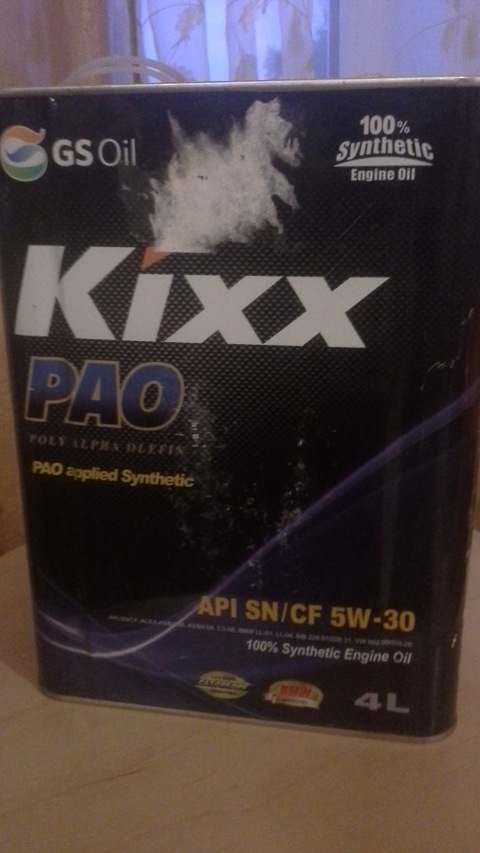 GS Oil
100%
Synthetic
Engine Oil
Kixx
PAO
POLY ALPHA OLEFIN
PAO applied Synthetic
API SN/CF 5W-30
100% Synthetic Engine Oil
4L